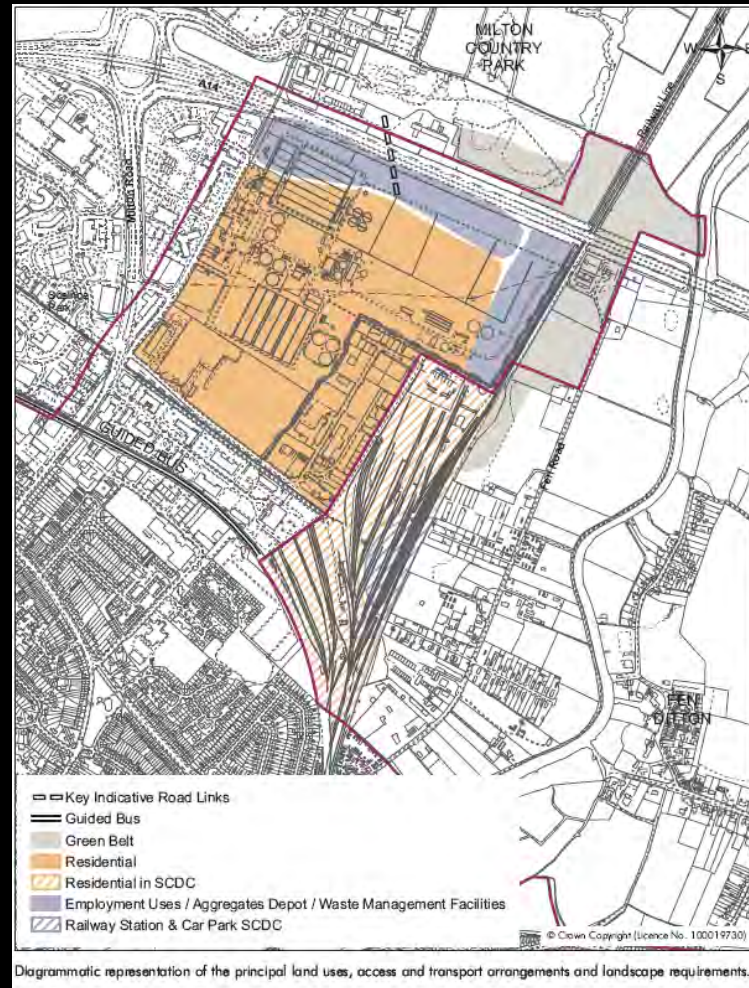 MILTON
COUNTRY
PARK
N
W
S
A14
Railway Line
Milton Road
Science
Park
GUIDED BUS
Fen Road
FEN
DITTON
Key Indicative Road Links
Guided Bus
Green Belt
Residential
Residential in SCDC
Employment Uses / Aggregates Depot / Waste Management Facilities
Railway Station & Car Park SCDC
© Crown Copyright (Licence No. 100019730)
Diagrammatic representation of the principal land uses, access and transport arrangements and landscape requirements.